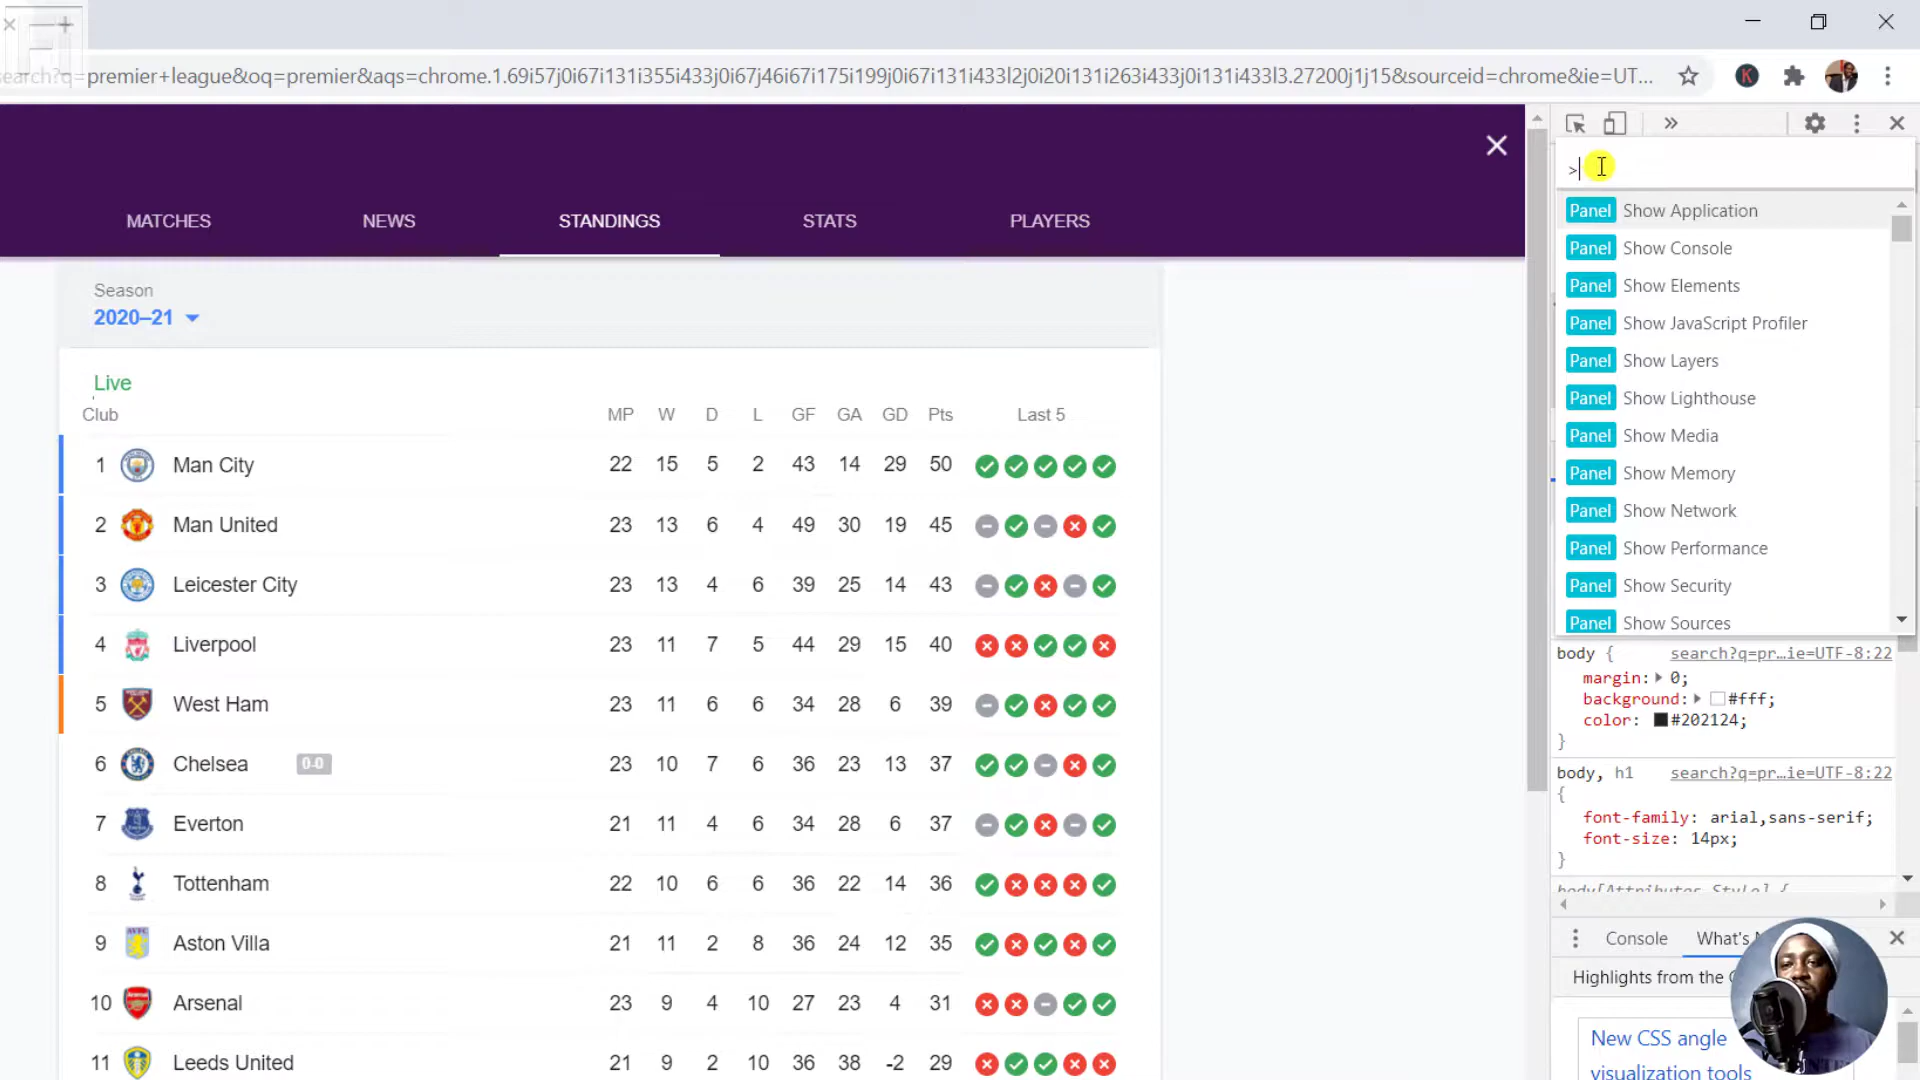 earch?q=premier+league&oq=premier&aqs=chrome.1.69i57j0i67i131i355i433j0i67j46i67i175i199j0i67i131i433l2j0i20i131i263i433j0i131i433l3.27200j1j15&sourceid=chrome&ie=UT...
K
MATCHES NEWS STANDINGS STATS PLAYERS
Season
2020–21
Live
Club MP W D L GF GA GD Pts Last 5
1 Man City 22 15 5 2 43 14 29 50
2 Man United 23 13 6 4 49 30 19 45
3 Leicester City 23 13 4 6 39 25 14 43
4 Liverpool 23 11 7 5 44 29 15 40
5 West Ham 23 11 6 6 34 28 6 39
6 Chelsea 0-0 23 10 7 6 36 23 13 37
7 Everton 21 11 4 6 34 28 6 37
8 Tottenham 22 10 6 6 36 22 14 36
9 Aston Villa 21 11 2 8 36 24 12 35
10 Arsenal 23 9 4 10 27 23 4 31
11 Leeds United 21 9 2 10 36 38 -2 29
>
Panel Show Application
Panel Show Console
Panel Show Elements
Panel Show JavaScript Profiler
Panel Show Layers
Panel Show Lighthouse
Panel Show Media
Panel Show Memory
Panel Show Network
Panel Show Performance
Panel Show Security
Panel Show Sources
body { search?q=pr…ie=UTF-8:22
margin: 0;
background: #fff;
color: #202124;
}
body, h1 search?q=pr…ie=UTF-8:22
{
font-family: arial,sans-serif;
font-size: 14px;
}
body[Attributes Style] {
Console What's
Highlights from the
New CSS angle
visualization tools